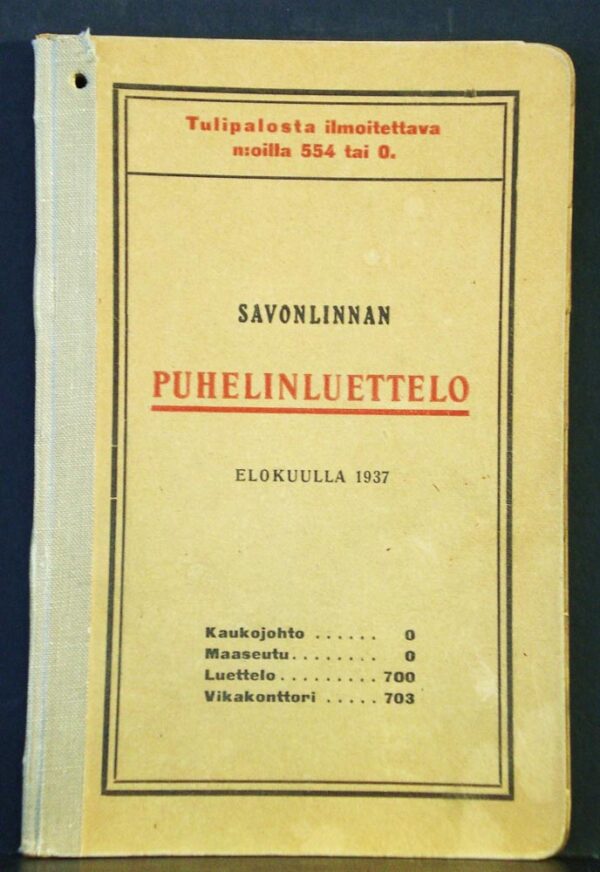 Tulipalosta ilmoitettava
n:oilla 554 tai 0.
SAVONLINNAN
PUHELINLUETTELO
ELOKUULLA 1937
Kaukojohto ...... 0
Maaseutu........ 0
Luettelo......... 700
Vikakonttori ..... 703